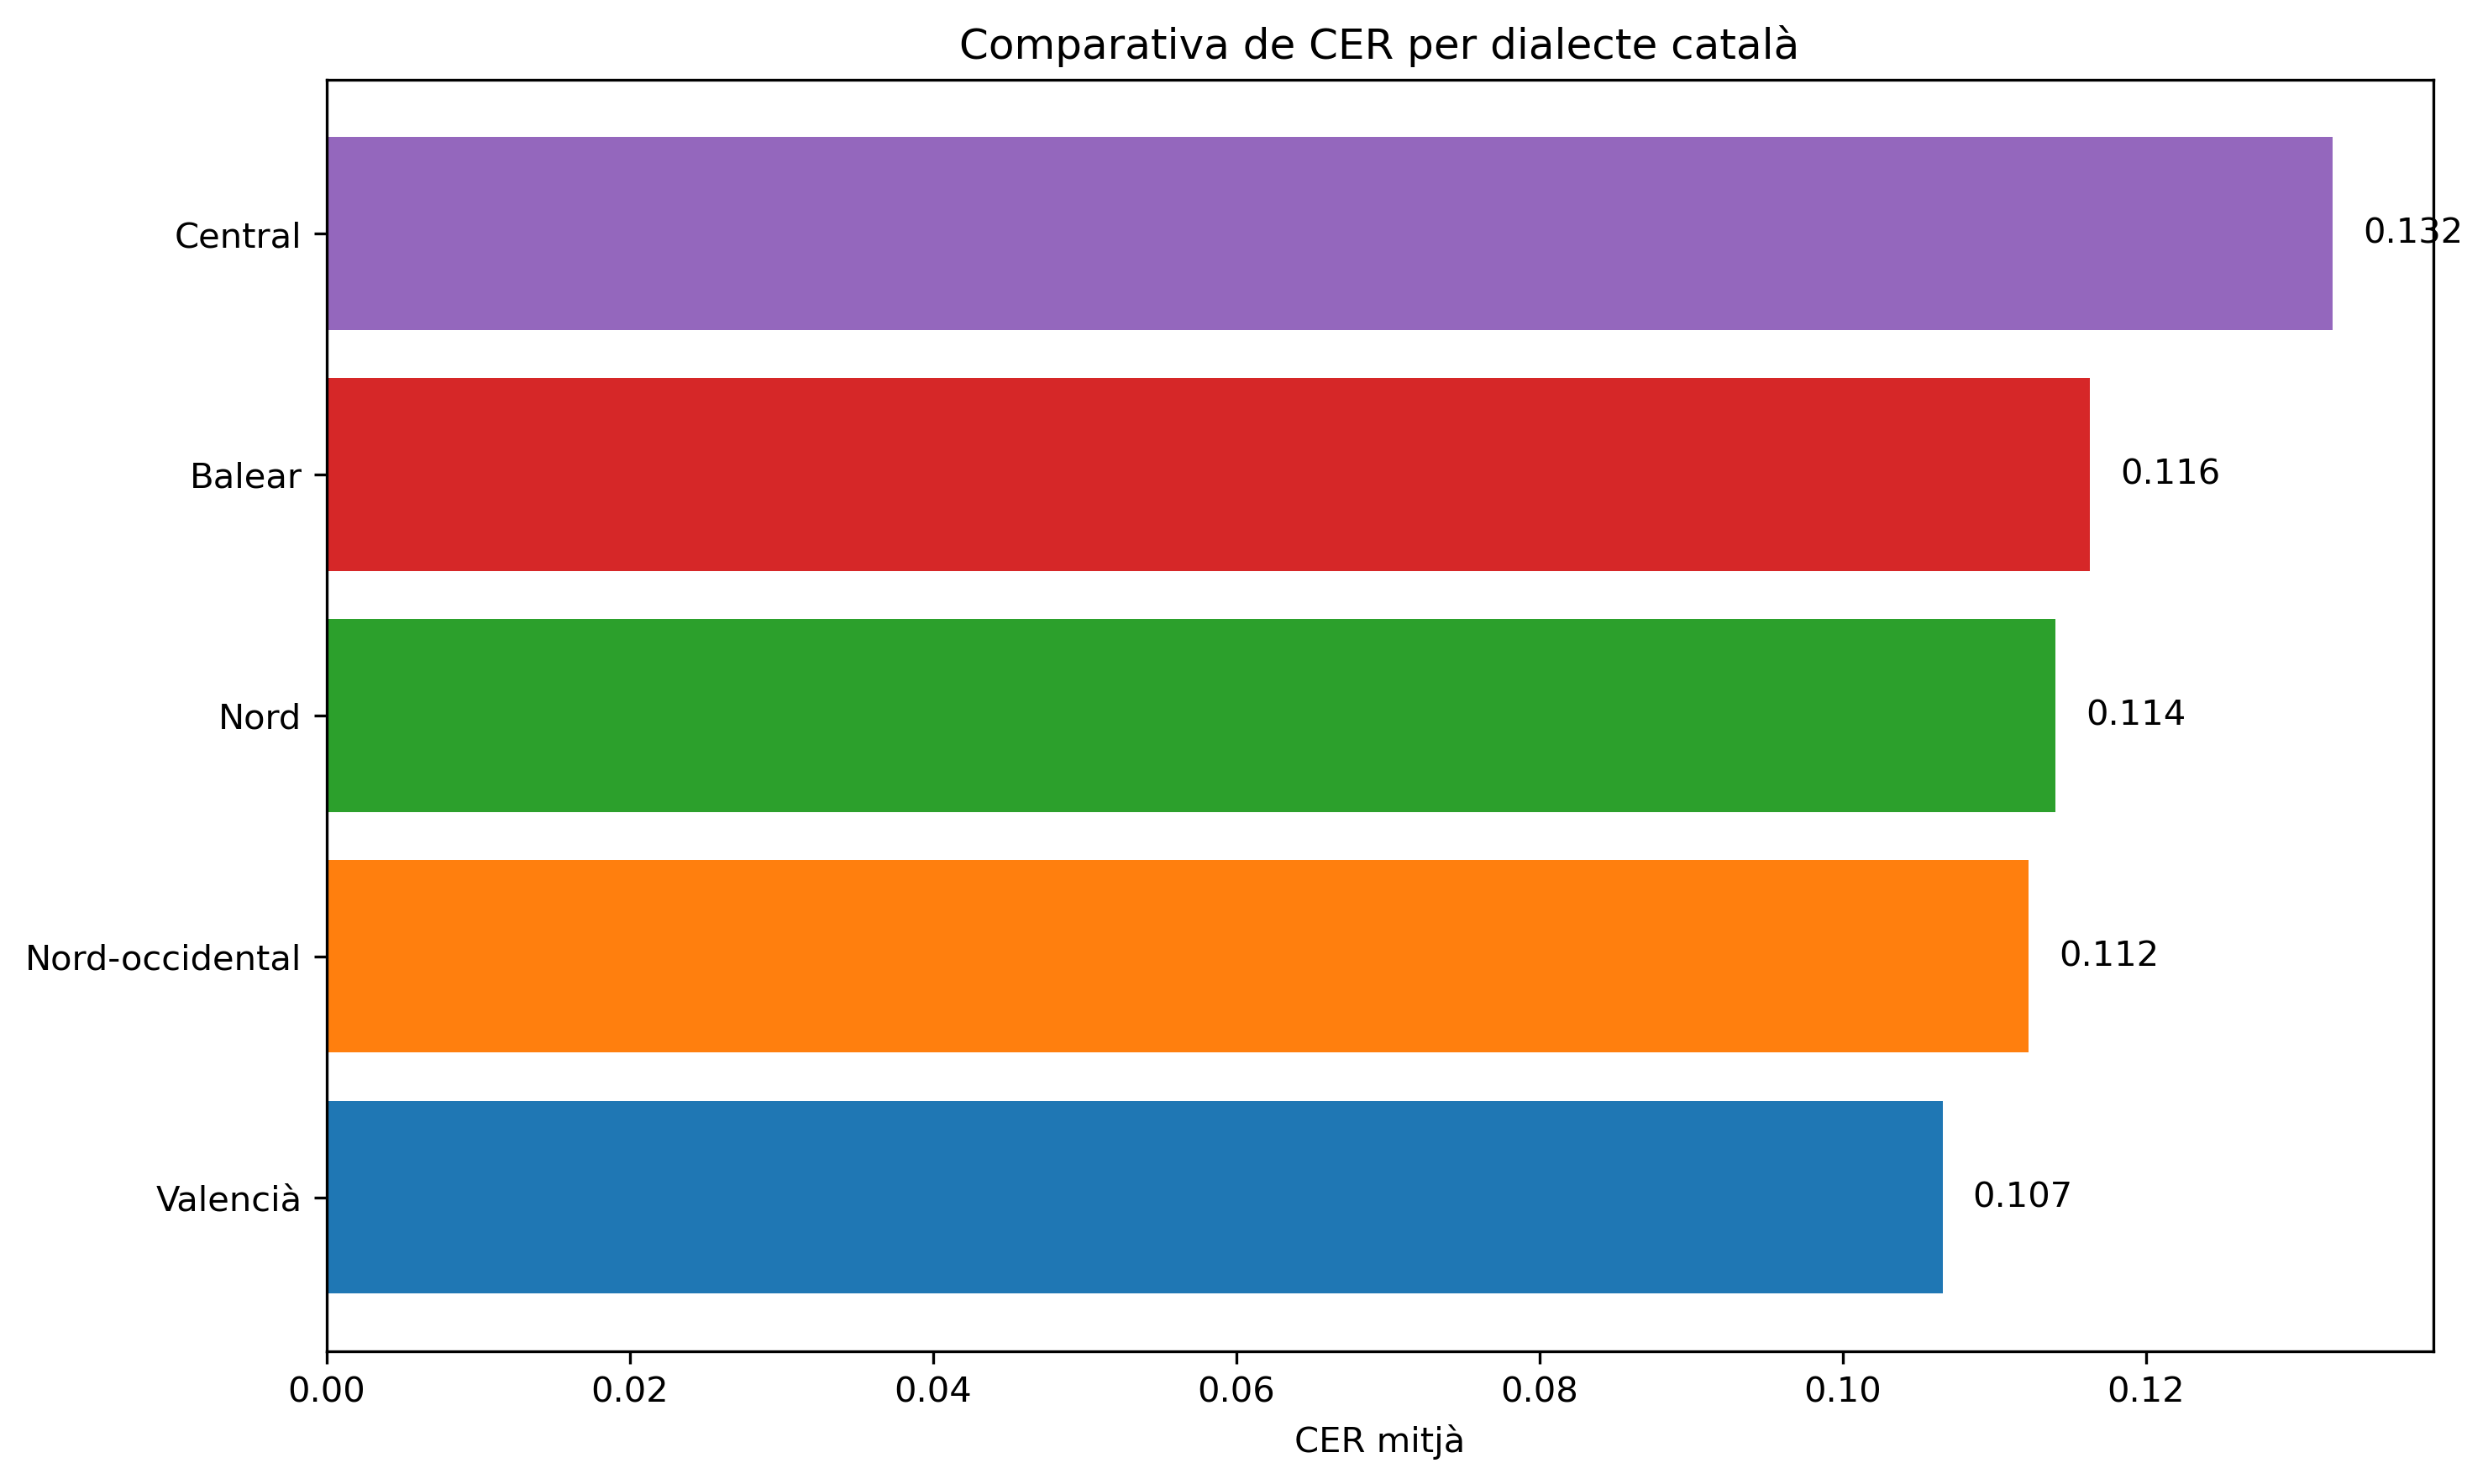 Comparativa de CER per dialecte català
Central
0.132
Balear
0.116
Nord
0.114
Nord-occidental
0.112
Valencià
0.107
0.00 0.02 0.04 0.06 0.08 0.10 0.12
CER mitjà